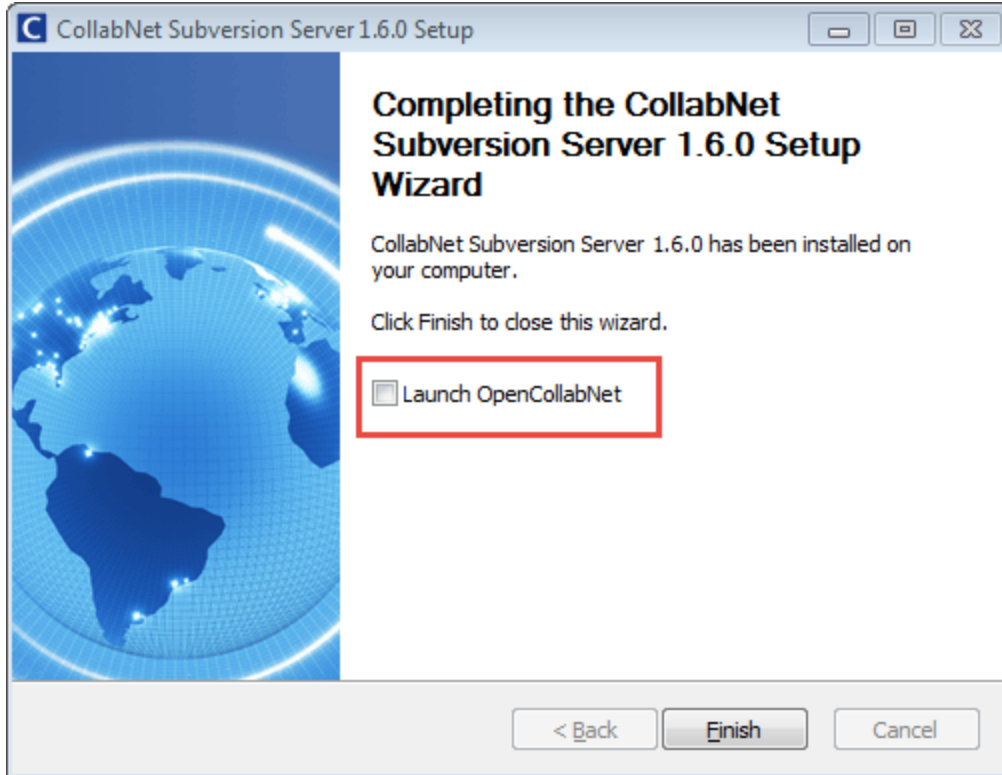 CollabNet Subversion Server 1.6.0 Setup
Completing the CollabNet
Subversion Server 1.6.0 Setup
Wizard
CollabNet Subversion Server 1.6.0 has been installed on
your computer.
Click Finish to close this wizard.
Launch OpenCollabNet
< Back
Finish
Cancel